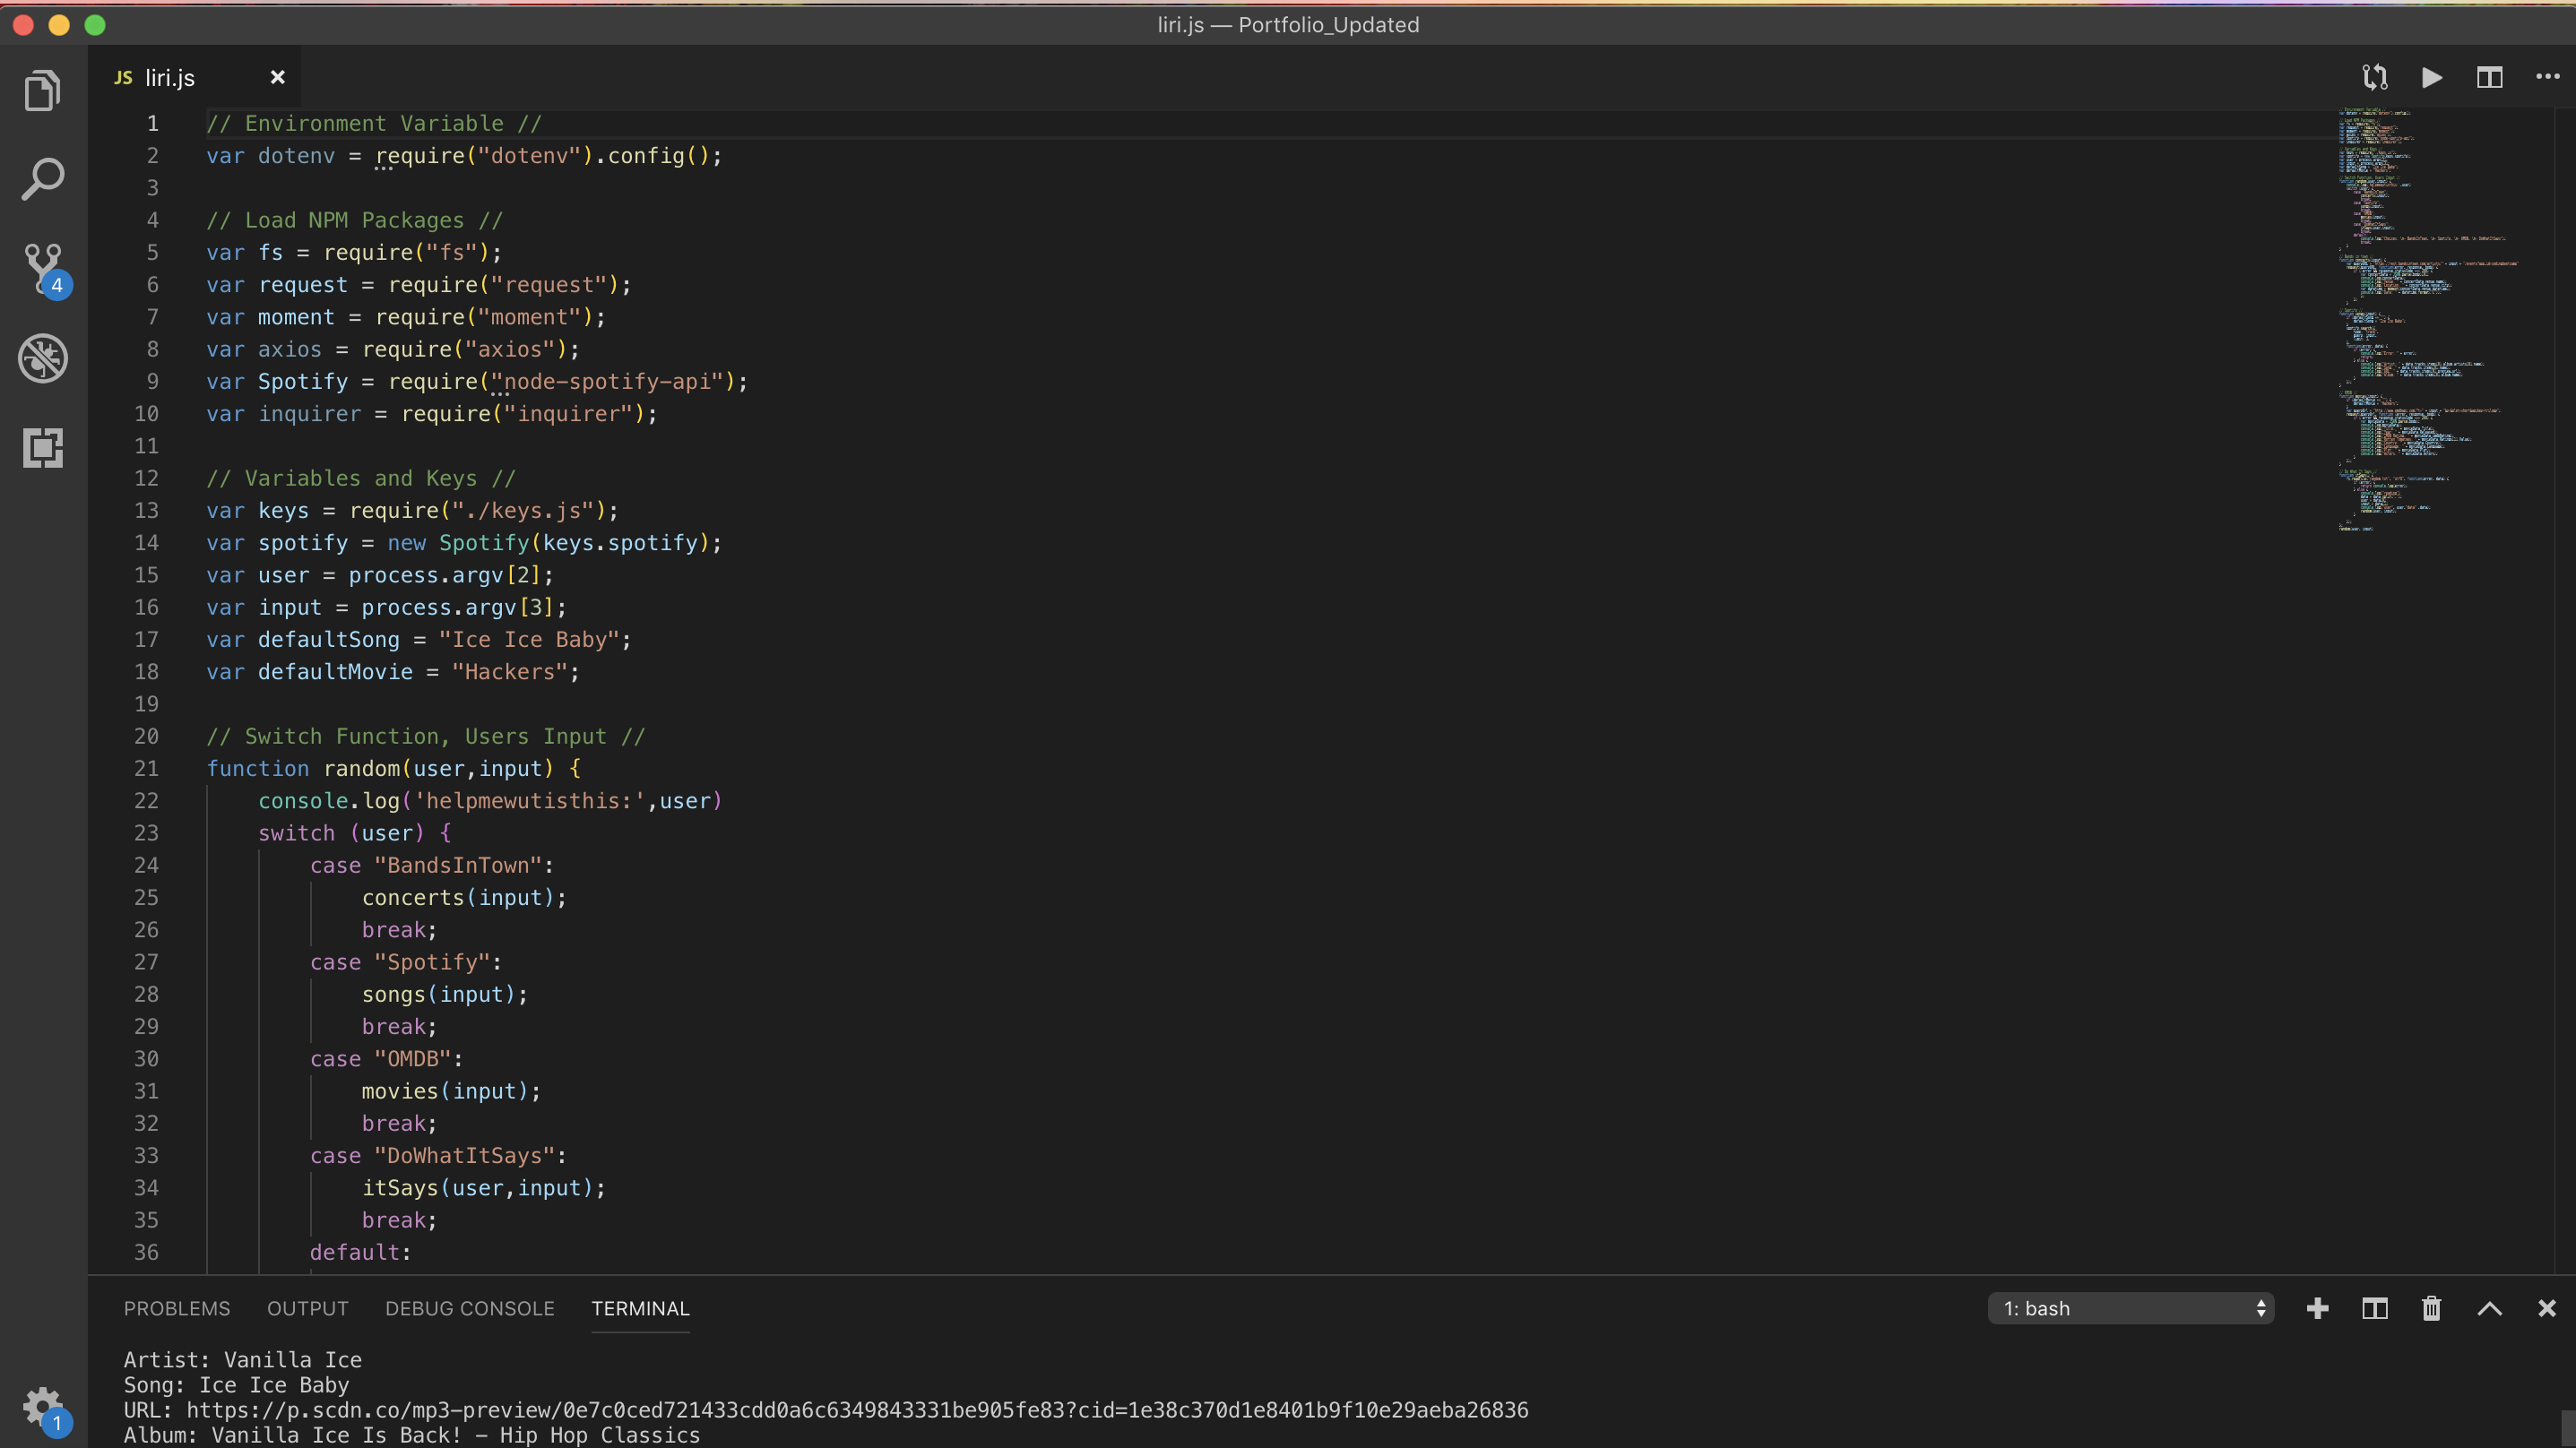 liri.js — Portfolio_Updated
JS liri.js
1 // Environment Variable //
2 var dotenv = require("dotenv").config();
3
4 // Load NPM Packages //
5 var fs = require("fs");
6 var request = require("request");
7 var moment = require("moment");
8 var axios = require("axios");
9 var Spotify = require("node-spotify-api");
10 var inquirer = require("inquirer");
11
12 // Variables and Keys //
13 var keys = require("./keys.js");
14 var spotify = new Spotify(keys.spotify);
15 var user = process.argv[2];
16 var input = process.argv[3];
17 var defaultSong = "Ice Ice Baby";
18 var defaultMovie = "Hackers";
19
20 // Switch Function, Users Input //
21 function random(user,input) {
22     console.log('helpmewutisthis:',user)
23     switch (user) {
24         case "BandsInTown":
25             concerts(input);
26             break;
27         case "Spotify":
28             songs(input);
29             break;
30         case "OMDB":
31             movies(input);
32             break;
33         case "DoWhatItSays":
34             itSays(user,input);
35             break;
36         default:
4
1
PROBLEMS OUTPUT DEBUG CONSOLE TERMINAL 1: bash
Artist: Vanilla Ice
Song: Ice Ice Baby
URL: https://p.scdn.co/mp3-preview/0e7c0ced721433cdd0a6c6349843331be905fe83?cid=1e38c370d1e8401b9f10e29aeba26836
Album: Vanilla Ice Is Back! - Hip Hop Classics